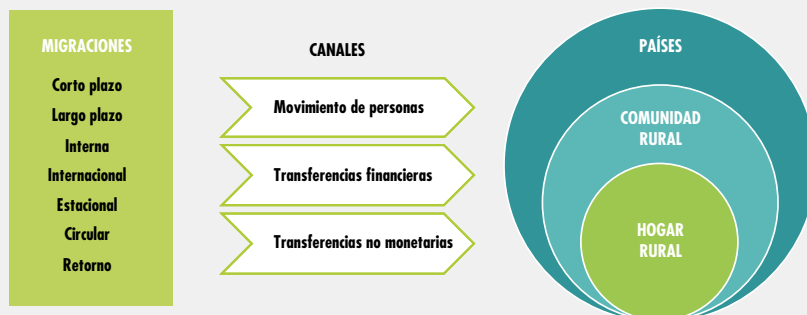 MIGRACIONES
Corto plazo
Largo plazo
Interna
Internacional
Estacional
Circular
Retorno
CANALES
Movimiento de personas
Transferencias financieras
Transferencias no monetarias
PAÍSES
COMUNIDAD
RURAL
HOGAR
RURAL